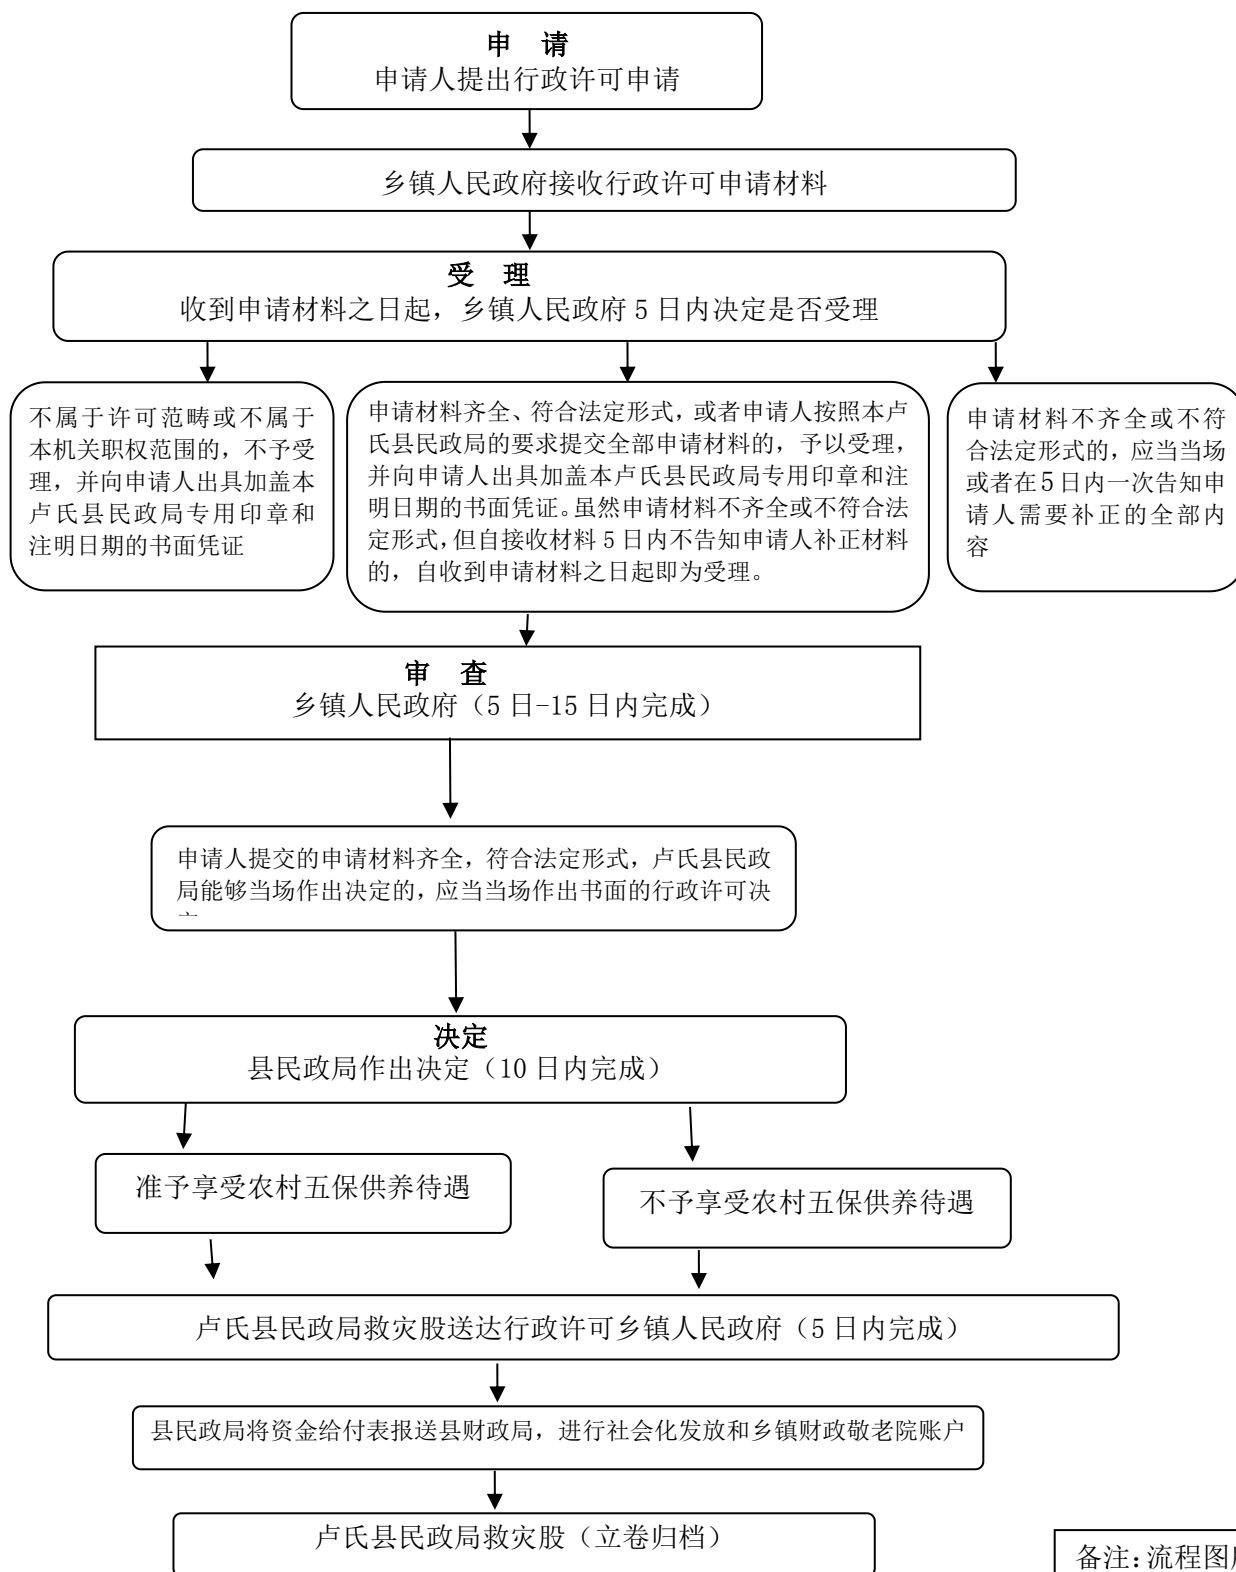 申 请
申请人提出行政许可申请
乡镇人民政府接收行政许可申请材料
受 理
收到申请材料之日起，乡镇人民政府 5 日内决定是否受理
不属于许可范畴或不属于
本机关职权范围的，不予受
理，并向申请人出具加盖本
卢氏县民政局专用印章和
注明日期的书面凭证
申请材料齐全、符合法定形式，或者申请人按照本卢
氏县民政局的要求提交全部申请材料的，予以受理，
并向申请人出具加盖本卢氏县民政局专用印章和注
明日期的书面凭证。虽然申请材料不齐全或不符合法
定形式，但自接收材料 5 日内不告知申请人补正材料
的，自收到申请材料之日起即为受理。
申请材料不齐全或不符
合法定形式的，应当当场
或者在 5 日内一次告知申
请人需要补正的全部内
容
审 查
乡镇人民政府（5 日-15 日内完成）
申请人提交的申请材料齐全，符合法定形式，卢氏县民政
局能够当场作出决定的，应当当场作出书面的行政许可决
决定
县民政局作出决定（10 日内完成）
准予享受农村五保供养待遇
不予享受农村五保供养待遇
卢氏县民政局救灾股送达行政许可乡镇人民政府（5 日内完成）
县民政局将资金给付表报送县财政局，进行社会化发放和乡镇财政敬老院账户
卢氏县民政局救灾股（立卷归档）
备注：流程图